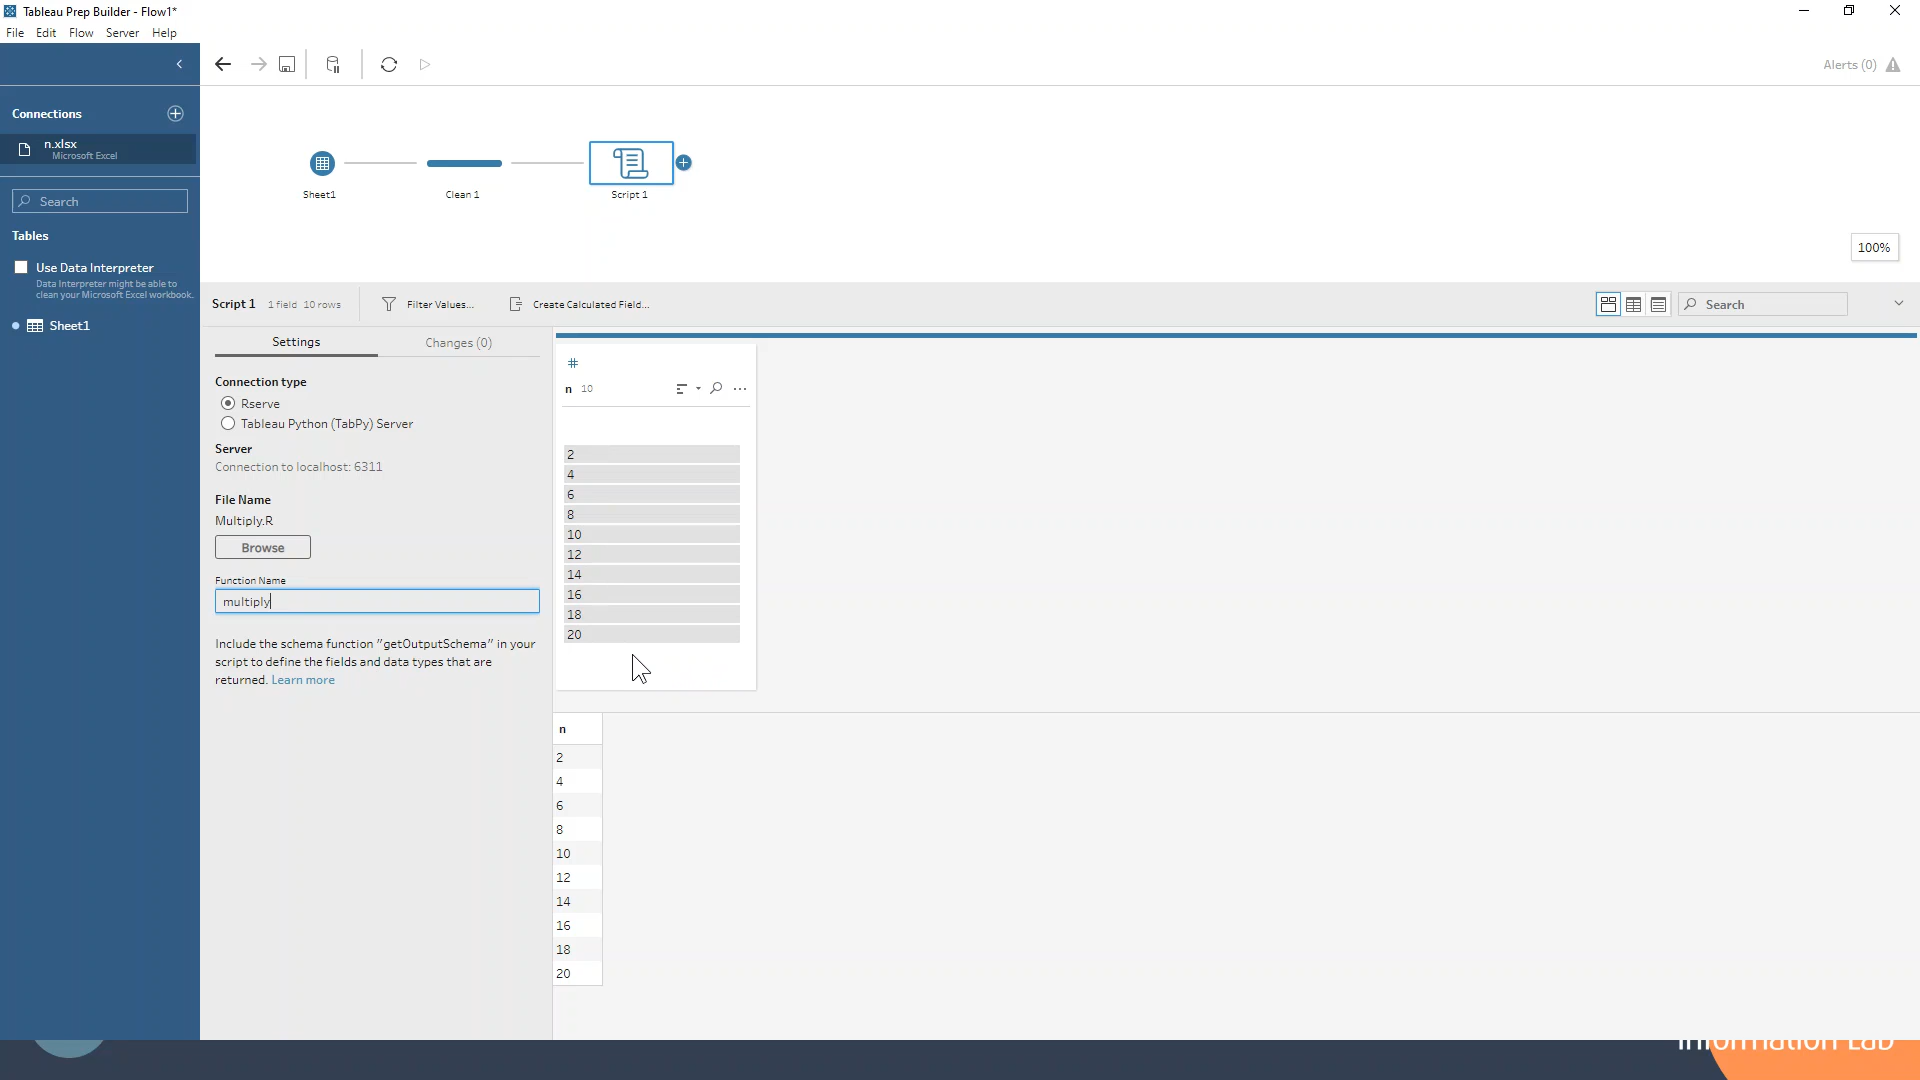 Tableau Prep Builder - Flow1*
File Edit Flow Server Help
Alerts (0)
Connections
n.xlsx
Microsoft Excel
Search
Tables
Use Data Interpreter
Data Interpreter might be able to
clean your Microsoft Excel workbook.
Sheet1
Sheet1
Clean 1
Script 1
100%
Script 1 1 field 10 rows
Filter Values...
Create Calculated Field...
Search
Settings
Changes (0)
Connection type
Rserve
Tableau Python (TabPy) Server
Server
Connection to localhost: 6311
File Name
Multiply.R
Browse
Function Name
multiply
Include the schema function "getOutputSchema" in your
script to define the fields and data types that are
returned. Learn more
#
n 10
2
4
6
8
10
12
14
16
18
20
n
2
4
6
8
10
12
14
16
18
20
Information Lab